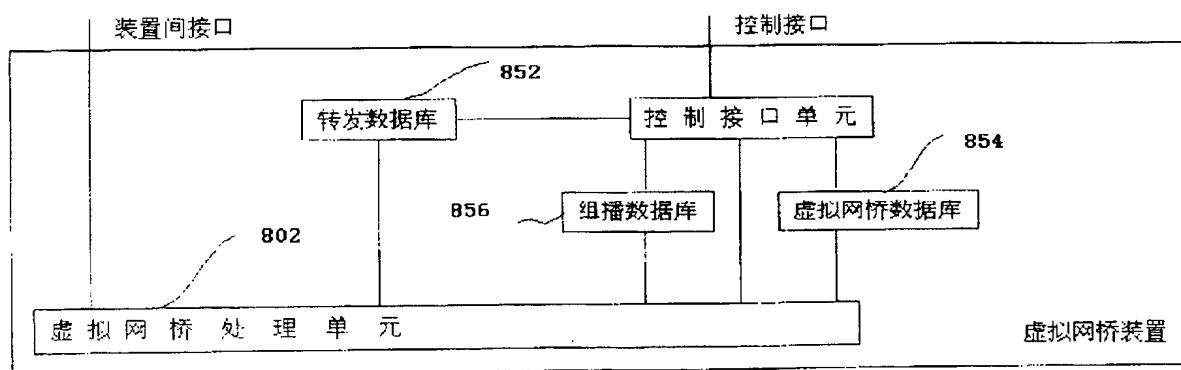 装置间接口
控制接口
852
转发数据库
控制接口单元
854
856
组播数据库
虚拟网桥数据库
802
虚拟网桥处理单元
虚拟网桥装置